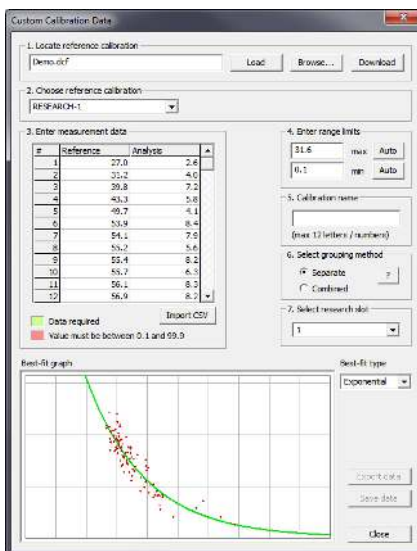 Custom Calibration Data
1. Locate reference calibration
Demo.dcf
Load
Browse...
Download
2. Choose reference calibration
RESEARCH-1
3. Enter measurement data
# Reference Analysis
1 27.0 2.6
2 31.2 4.0
3 39.8 7.2
4 43.3 5.8
5 49.7 4.1
6 53.9 8.4
7 54.1 7.9
8 55.2 5.6
9 55.4 8.2
10 55.7 6.3
11 56.1 8.3
12 56.9 8.2
Data required
Import CSV
Value must be between 0.1 and 99.9
4. Enter range limits
31.6 max Auto
0.1 min Auto
5. Calibration name
(max 12 letters / numbers)
6. Select grouping method
Separate
?
Combined
7. Select research slot
1
Best-fit graph
Best-fit type
Exponential
Export data
Save data
Close